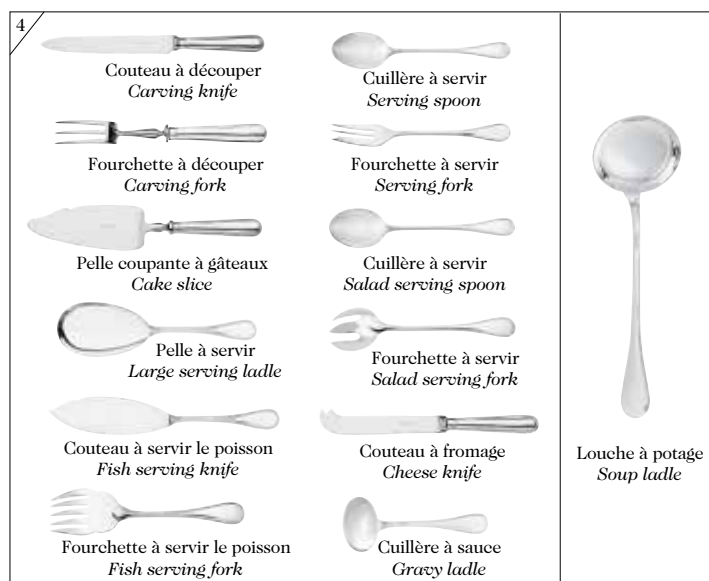 4
Couteau à découper
Carving knife
Cuillère à servir
Serving spoon
Fourchette à découper
Carving fork
Fourchette à servir
Serving fork
Pelle coupante à gâteaux
Cake slice
Cuillère à servir
Salad serving spoon
Pelle à servir
Large serving ladle
Fourchette à servir
Salad serving fork
Couteau à servir le poisson
Fish serving knife
Couteau à fromage
Cheese knife
Fourchette à servir le poisson
Fish serving fork
Cuillère à sauce
Gravy ladle
Louche à potage
Soup ladle